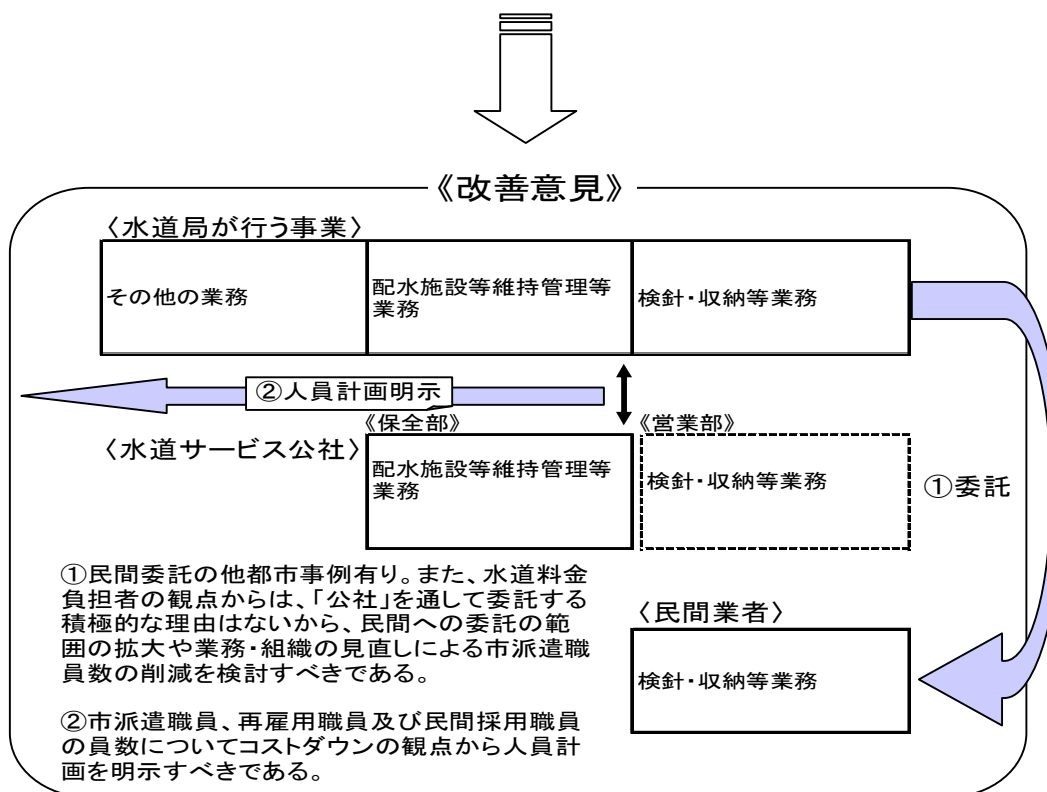 《改善意見》
〈水道局が行う事業〉
その他の業務
配水施設等維持管理等
業務
検針・収納等業務
②人員計画明示
〈水道サービス公社〉
《保全部》
配水施設等維持管理等
業務
《営業部》
検針・収納等業務
①委託
①民間委託の他都市事例有り。また、水道料金
負担者の観点からは、「公社」を通して委託する
積極的な理由はないから、民間への委託の範
囲の拡大や業務・組織の見直しによる市派遣職
員数の削減を検討すべきである。
②市派遣職員、再雇用職員及び民間採用職員
の員数についてコストダウンの観点から人員計
画を明示すべきである。
〈民間業者〉
検針・収納等業務